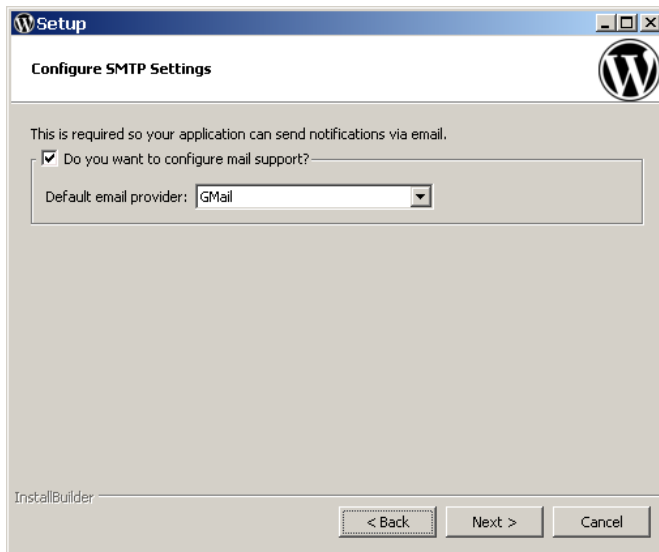 Setup
Configure SMTP Settings
This is required so your application can send notifications via email.
Do you want to configure mail support?
Default email provider: GMail
InstallBuilder
< Back Next > Cancel